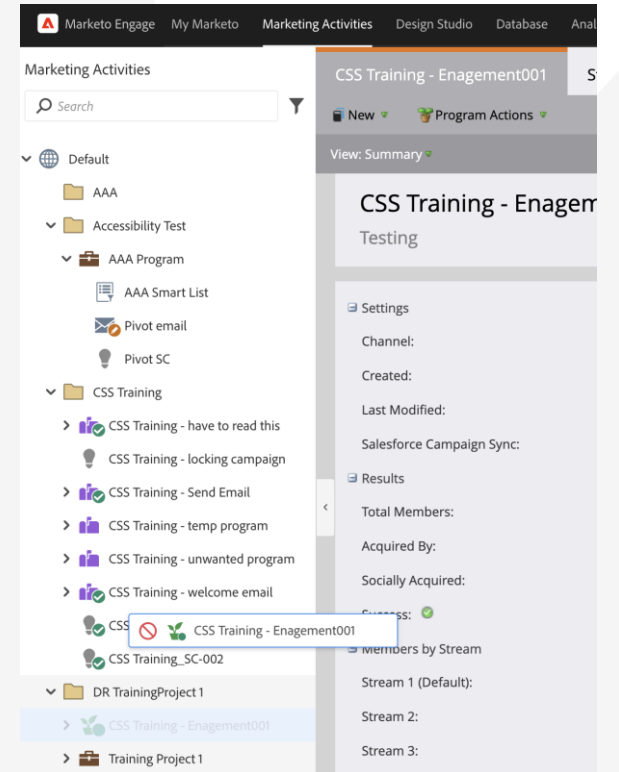 Marketo Engage My Marketo Marketing Activities Design Studio Database Anal
Marketing Activities
Search
Default
AAA
Accessibility Test
AAA Program
AAA Smart List
Pivot email
Pivot SC
CSS Training
CSS Training - have to read this
CSS Training - locking campaign
CSS Training - Send Email
CSS Training - temp program
CSS Training - unwanted program
CSS Training - welcome email
CSS
CSS Training - Enagement001
CSS Training_SC-002
DR TrainingProject 1
CSS Training - Enagement001
Training Project 1
CSS Training - Enagement001
New Program Actions
View: Summary
CSS Training - Enagem
Testing
Settings
Channel:
Created:
Last Modified:
Salesforce Campaign Sync:
Results
Total Members:
Acquired By:
Socially Acquired:
Success:
Members by Stream
Stream 1 (Default):
Stream 2:
Stream 3: